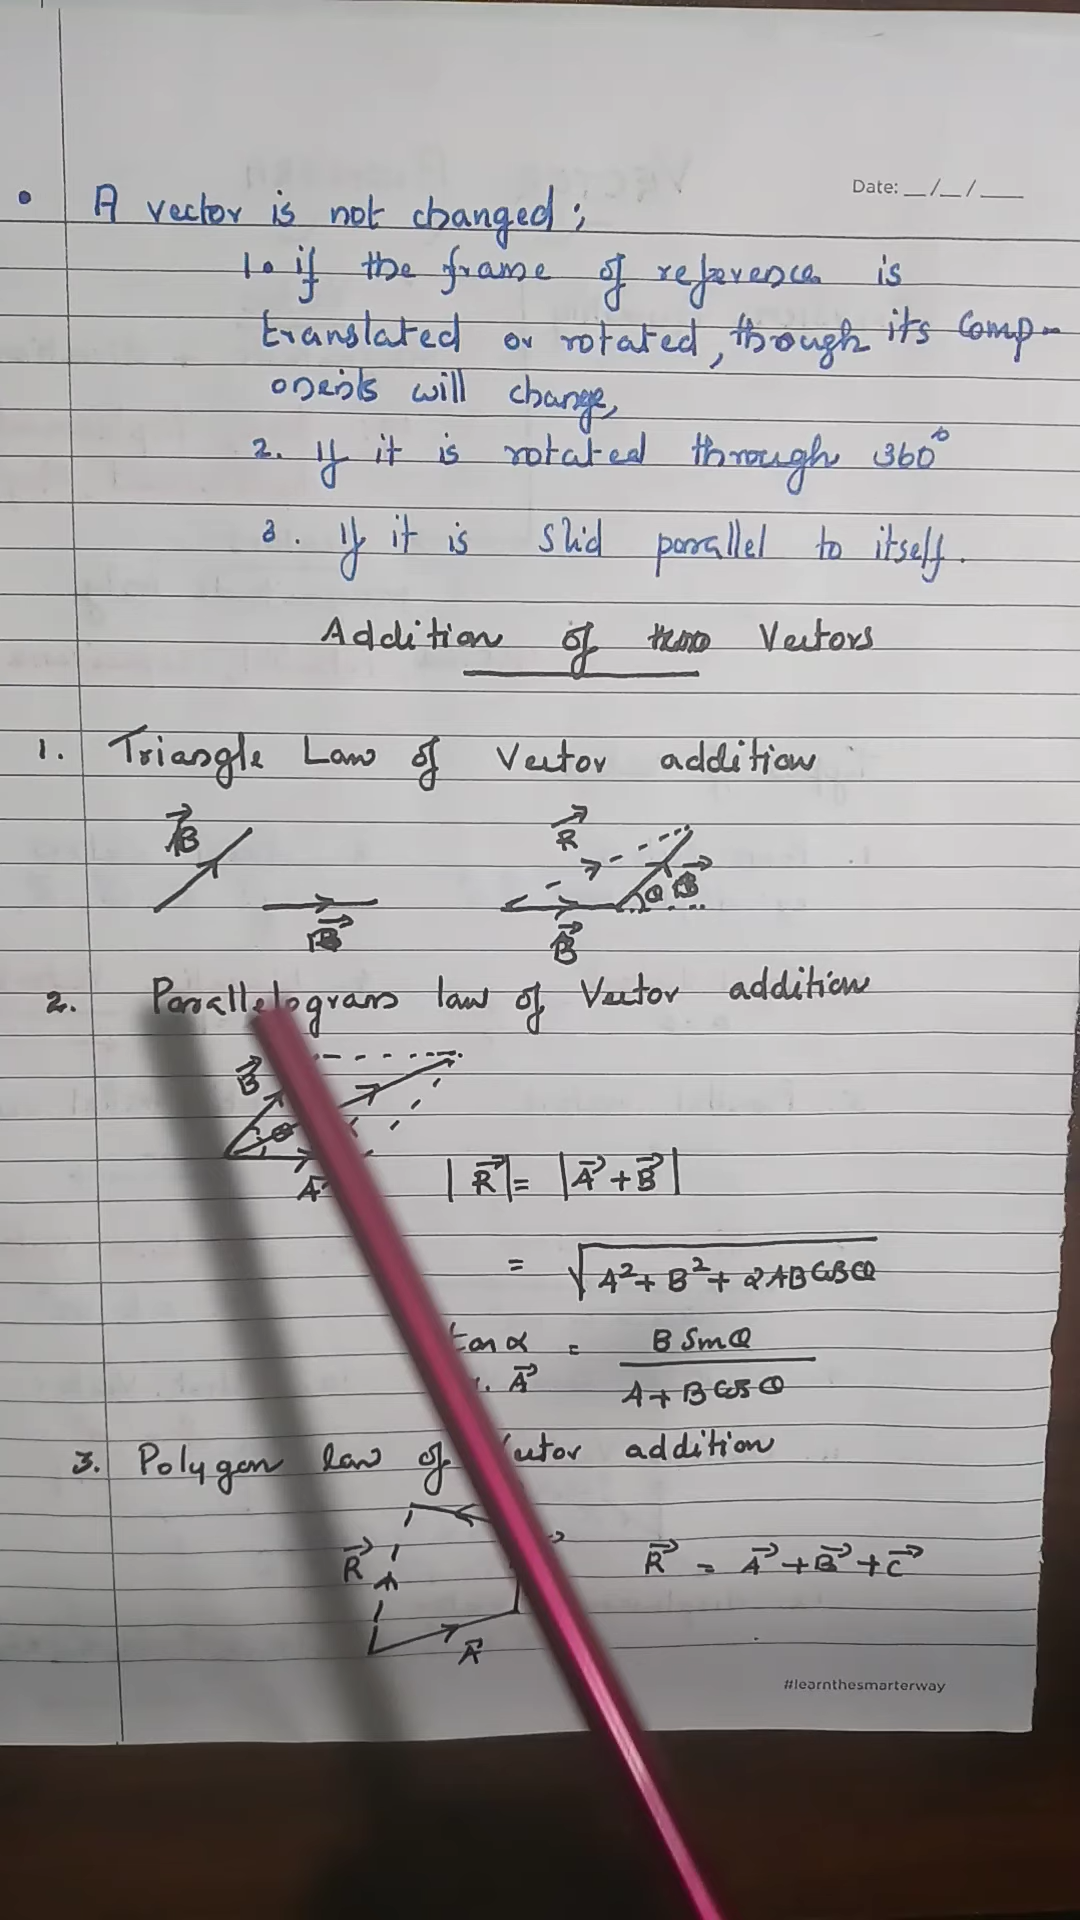 Date: __/__/___
• A vector is not changed;
1. if the frame of reference is
translated or rotated, though its comp-
onents will change,
2. If it is rotated through 360°
3. If it is slid parallel to itself.
Addition of two Vectors
1. Triangle Law of Vector addition
B⃗ R⃗
θ B⃗
B⃗ B⃗
2. Parallelogram law of Vector addition
B⃗
θ
A⃗ |R⃗| = |A⃗ + B⃗|
= √A² + B² + 2AB cosθ
tan α = B sinθ / A + B cosθ
A⃗
3. Polygon law of addition
R⃗ R⃗ = A⃗ + B⃗ + C⃗
A⃗
#learnthesmarterway